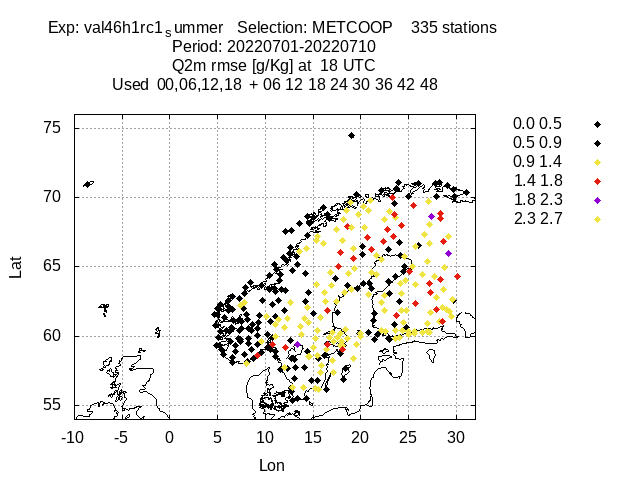 Exp: val46h1rc1summer Selection: METCOOP 335 stations
Period: 20220701-20220710
Q2m rmse [g/Kg] at 18 UTC
Used 00,06,12,18 + 06 12 18 24 30 36 42 48
0.0 0.5
0.5 0.9
0.9 1.4
1.4 1.8
1.8 2.3
2.3 2.7
75
70
65
60
55
Lat
-10 -5 0 5 10 15 20 25 30
Lon